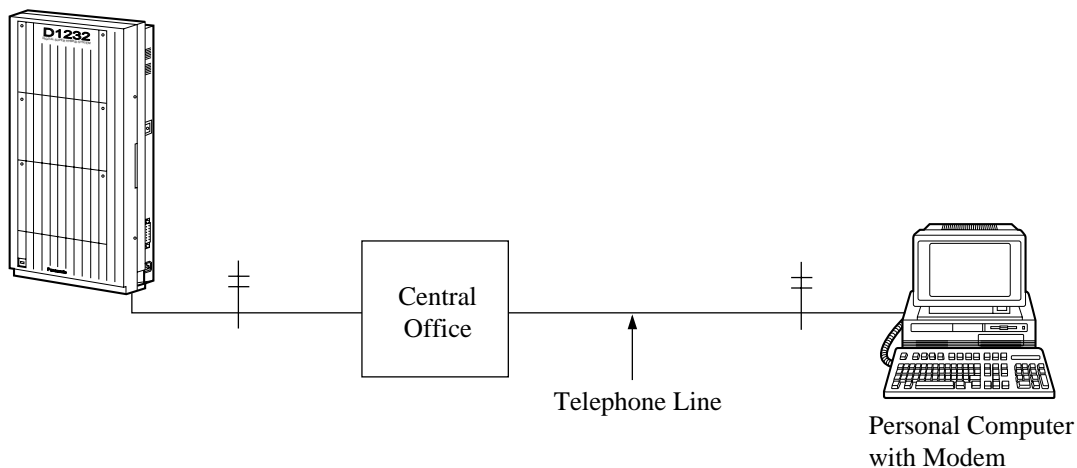 D1232
Panasonic
Central
Office
Telephone Line
Personal Computer
with Modem